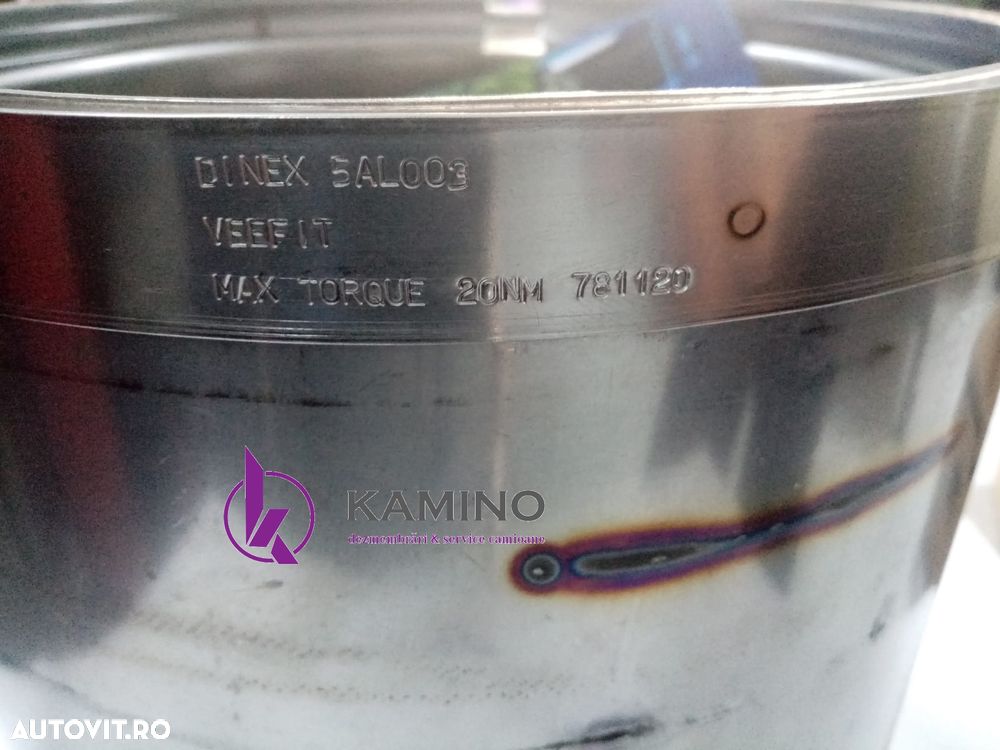 DINEX 5AL003
VEEFIT
MAX TORQUE 20NM 781120
KAMINO
dezmembrări & service camioane
AUTOVIT.RO